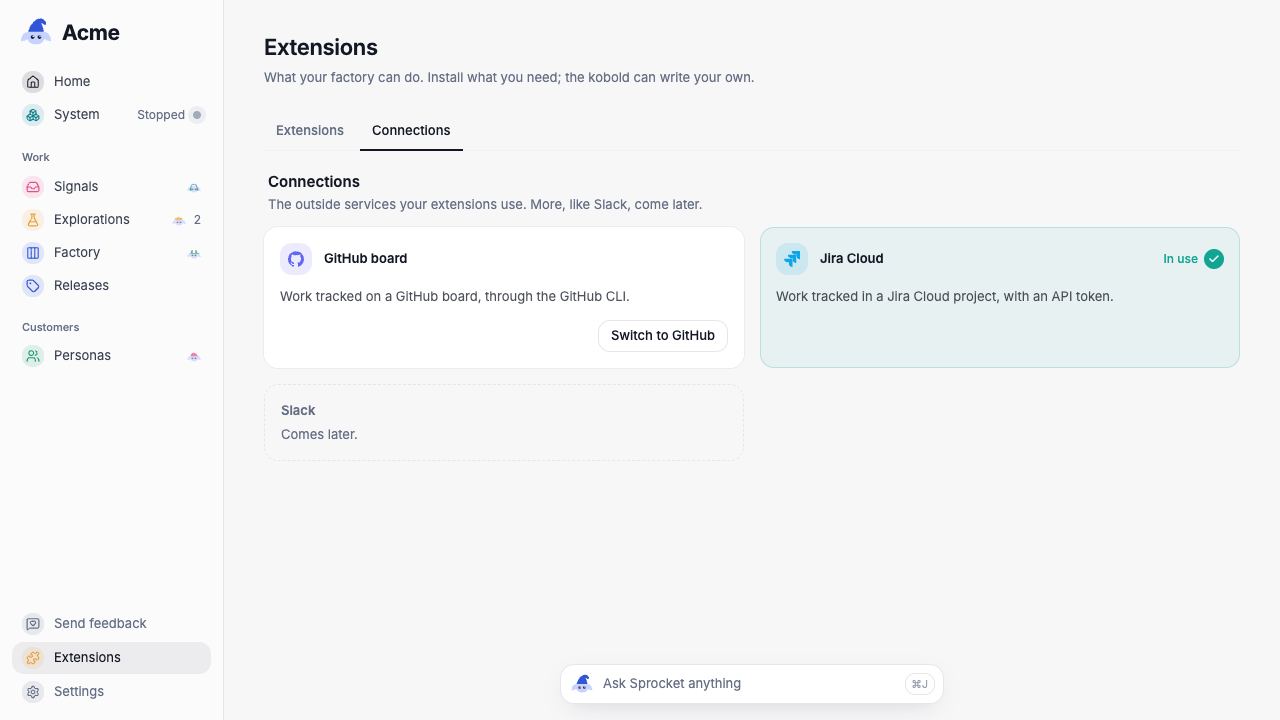 Acme
Home
System
Stopped
Work
Signals
Explorations
2
Factory
Releases
Customers
Personas
Send feedback
Extensions
Settings
Extensions
What your factory can do. Install what you need; the kobold can write your own.
Extensions
Connections
Connections
The outside services your extensions use. More, like Slack, come later.
GitHub board
Work tracked on a GitHub board, through the GitHub CLI.
Switch to GitHub
Jira Cloud
In use
Work tracked in a Jira Cloud project, with an API token.
Slack
Comes later.
Ask Sprocket anything
⌘J